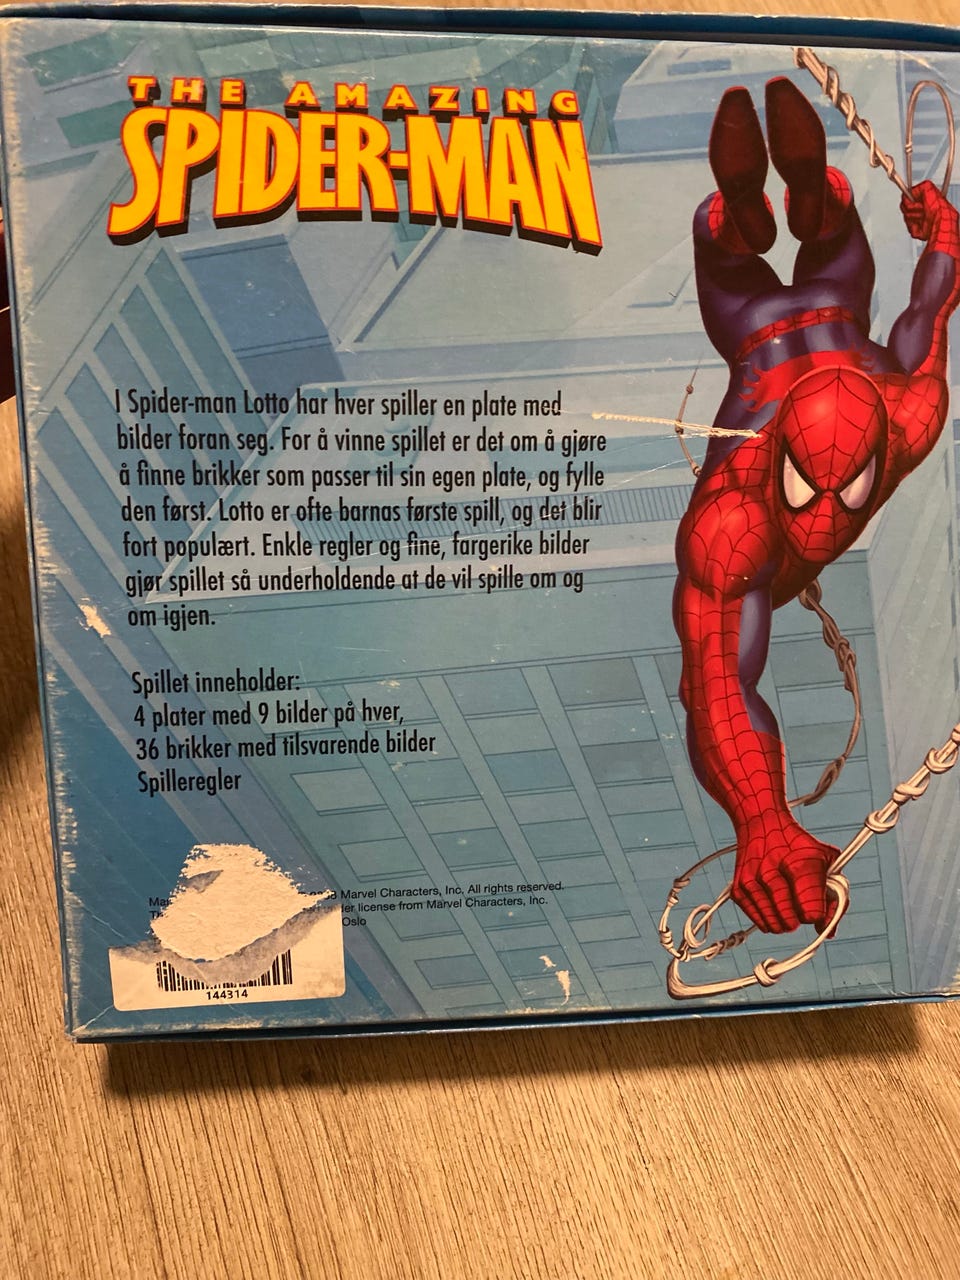 THE AMAZING
SPIDER-MAN
I Spider-man Lotto har hver spiller en plate med
bilder foran seg. For å vinne spillet er det om å gjøre
å finne brikker som passer til sin egen plate, og fylle
den først. Lotto er ofte barnas første spill, og det blir
fort populært. Enkle regler og fine, fargerike bilder
gjør spillet så underholdende at de vil spille om og
om igjen.
Spillet inneholder:
4 plater med 9 bilder på hver,
36 brikker med tilsvarende bilder
Spilleregler
Marvel Characters, Inc. All rights reserved.
license from Marvel Characters, Inc.
Oslo
144314